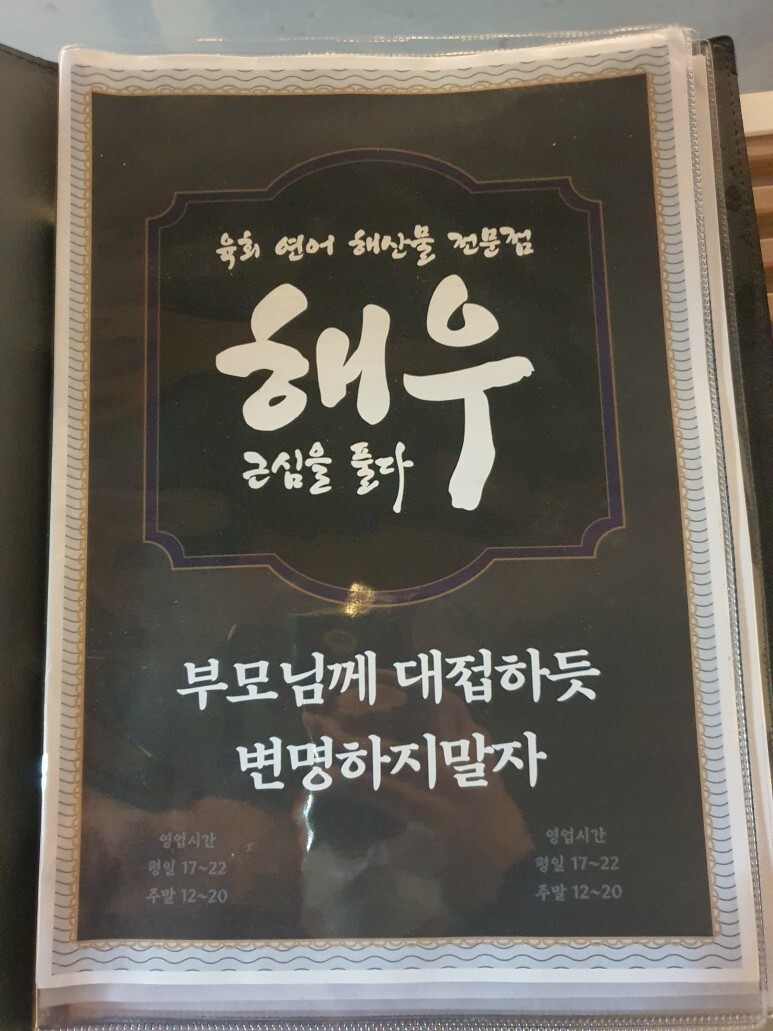 육회 연어 해산물 전문점
해우
근심을 풀다
부모님께 대접하듯
변명하지말자
영업시간
평일 17~22
주말 12~20
영업시간
평일 17~22
주말 12~20